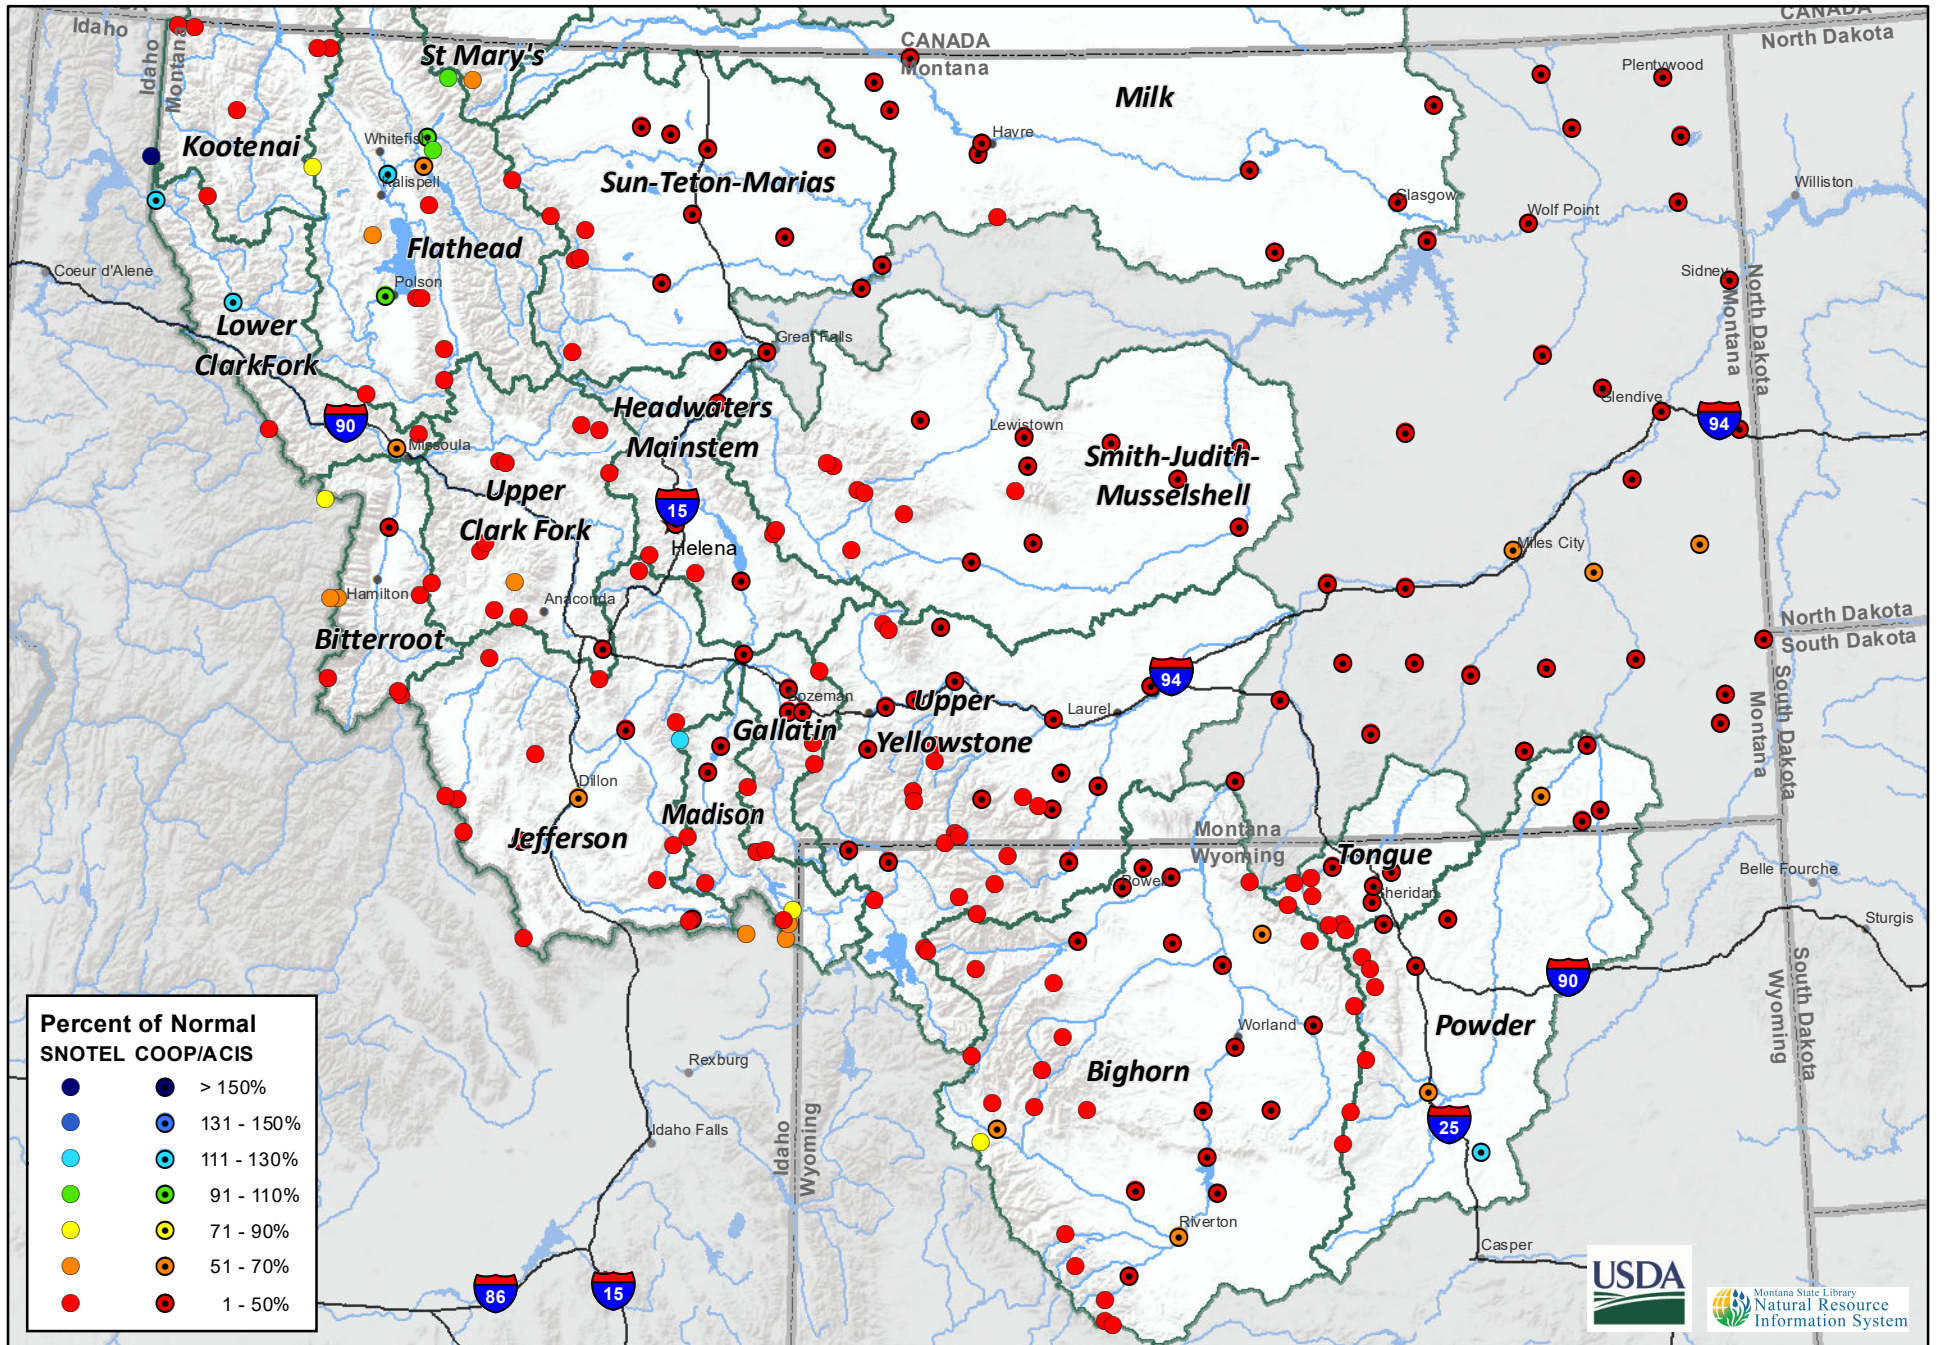 CANADA
Idaho
Idaho
Montana
St Mary's
CANADA
Montana
CANADA
North Dakota
Plentywood
Milk
Kootenai
Whitefish
Havre
Kalispell
Sun-Teton-Marias
Glasgow
Wolf Point
Williston
Flathead
Coeur d'Alene
Polson
Sidney
North Dakota
Montana
Lower
ClarkFork
Great Falls
Headwaters
Mainstem
Glendive
90
94
Missoula
Lewistown
Smith-Judith-
Musselshell
Upper
Clark Fork
15
Helena
Miles City
Hamilton
Anaconda
North Dakota
South Dakota
Bitterroot
94
Bozeman
Upper
Yellowstone
Laurel
Gallatin
South Dakota
Montana
Dillon
Madison
Jefferson
Montana
Wyoming
Tongue
Powell
Sheridan
Belle Fourche
Sturgis
90
South Dakota
Wyoming
Powder
Worland
Bighorn
Rexburg
Idaho Falls
Idaho
Wyoming
25
Riverton
Casper
86
15
Percent of Normal
SNOTEL COOP/ACIS
> 150%
131 - 150%
111 - 130%
91 - 110%
71 - 90%
51 - 70%
1 - 50%
USDA
Montana State Library
Natural Resource
Information System